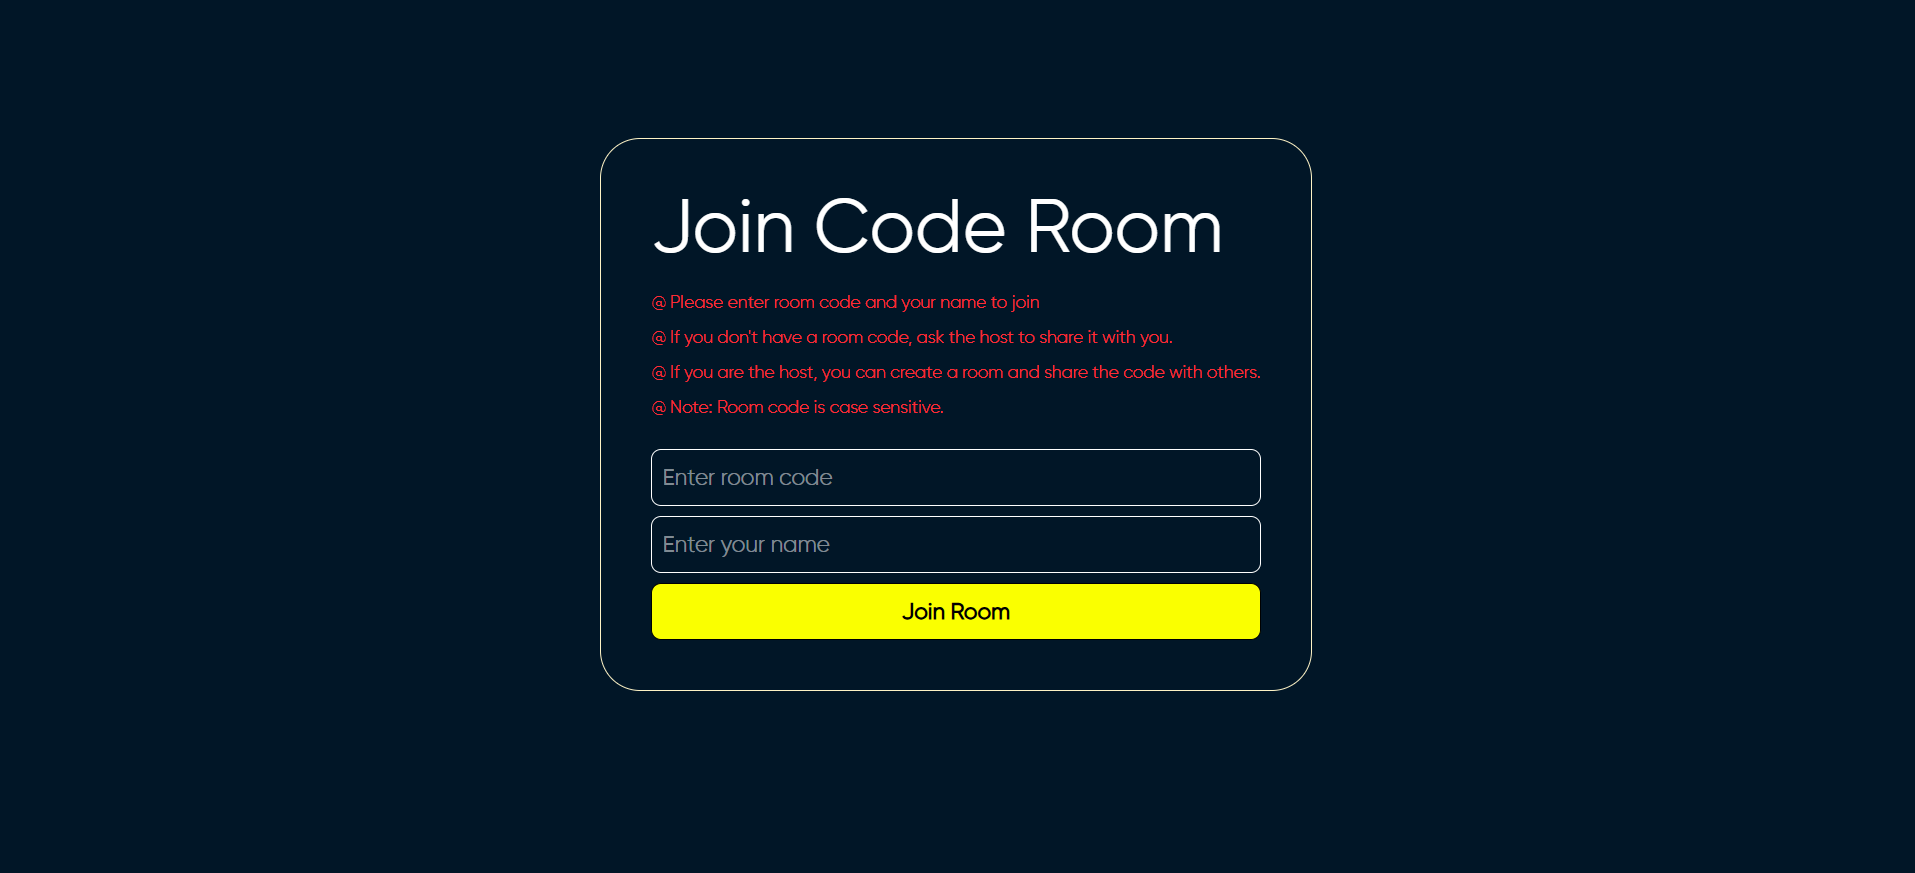 Join Code Room
@ Please enter room code and your name to join
@ If you don't have a room code, ask the host to share it with you.
@ If you are the host, you can create a room and share the code with others.
@ Note: Room code is case sensitive.
Enter room code
Enter your name
Join Room